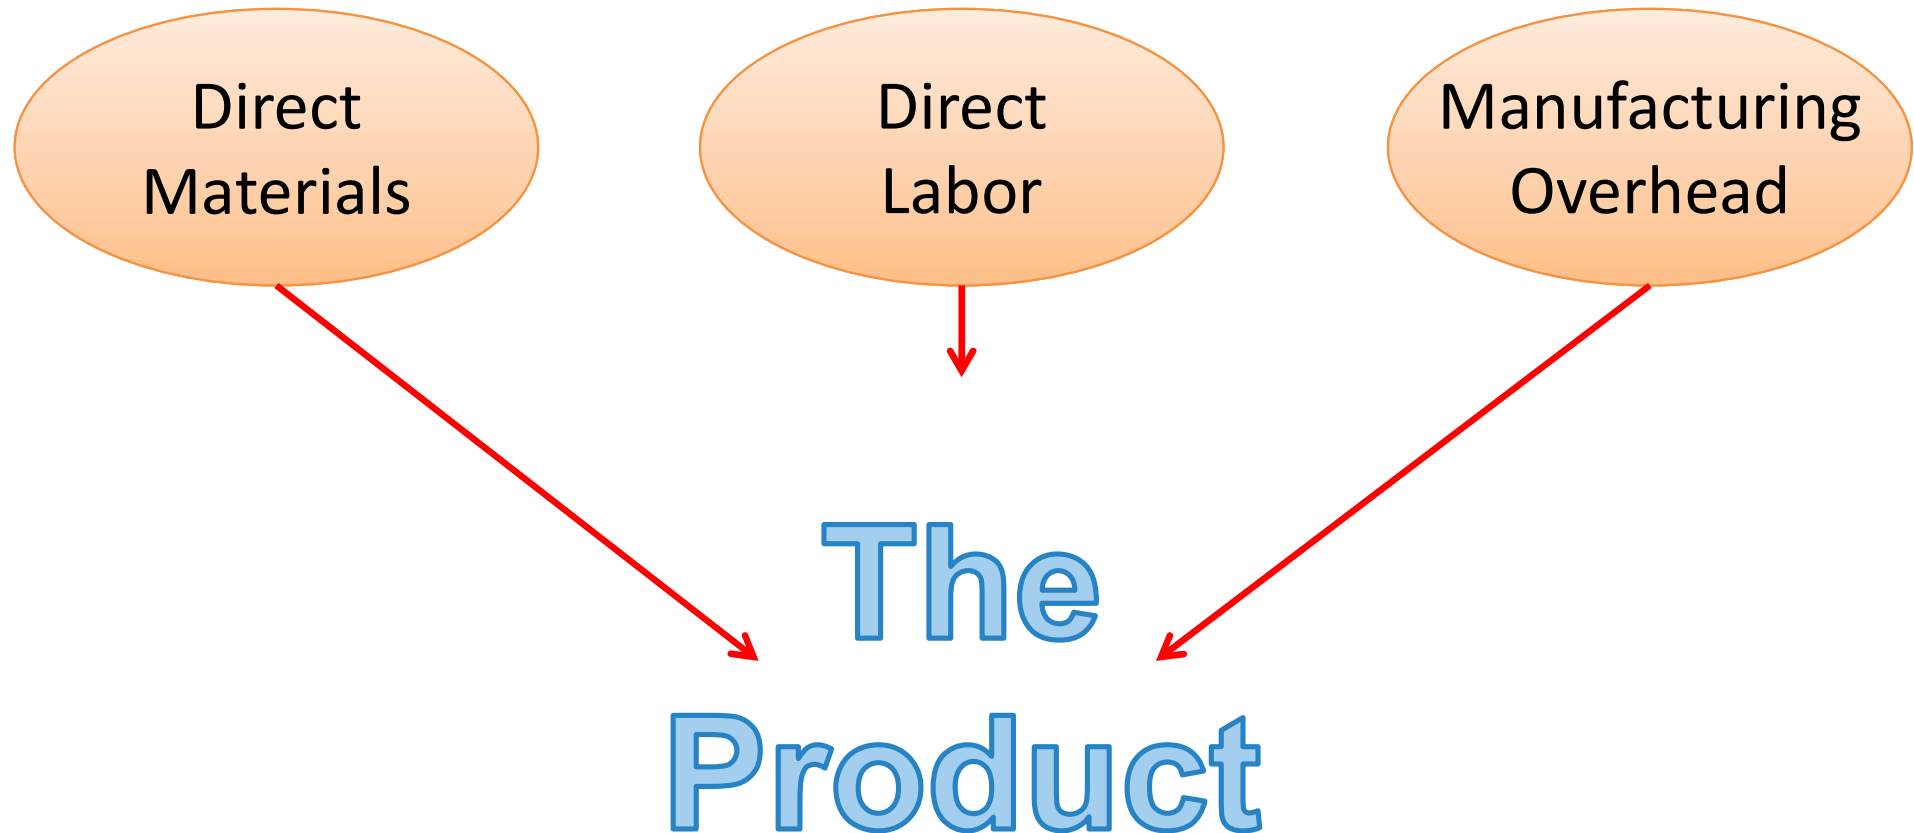 Direct
Materials
Direct
Labor
Manufacturing
Overhead
The
Product